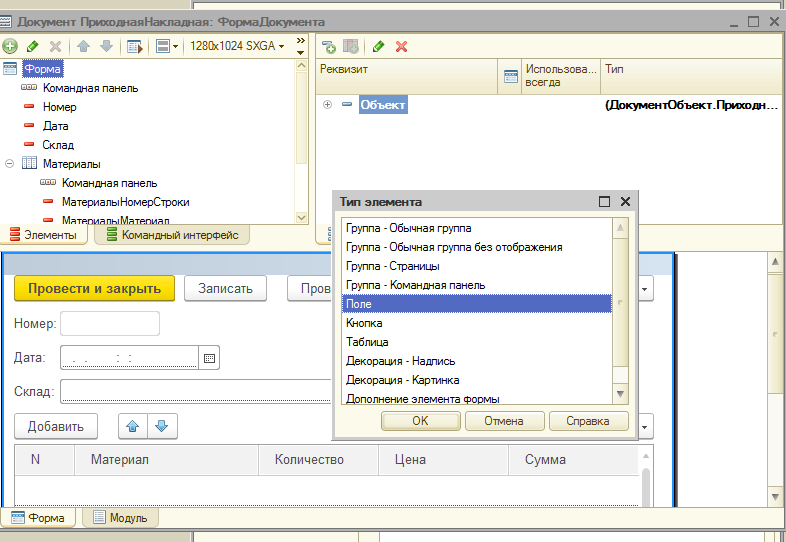 Документ ПриходнаяНакладная: ФормаДокумента
1280x1024 SXGA
Форма
Командная панель
Номер
Дата
Склад
Материалы
Командная панель
МатериалыНомерСтроки
МатериалыМатериал
Элементы
Командный интерфейс
Реквизит
Использова...
всегда
Тип
Объект
(ДокументОбъект.Приходн...
Тип элемента
Группа - Обычная группа
Группа - Обычная группа без отображения
Группа - Страницы
Группа - Командная панель
Поле
Кнопка
Таблица
Декорация - Надпись
Декорация - Картинка
Дополнение элемента формы
OK
Отмена
Справка
Провести и закрыть
Записать
Пров
Номер:
Дата:
. . : :
Склад:
Добавить
N
Материал
Количество
Цена
Сумма
Форма
Модуль